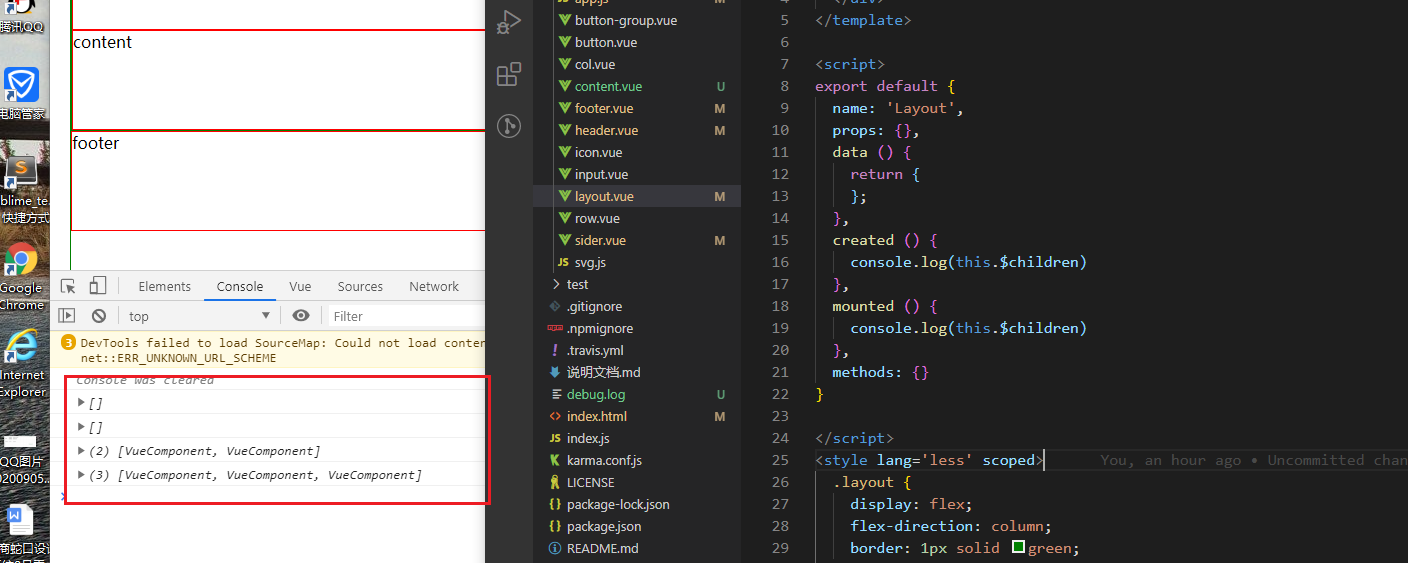 腾讯QQ
电脑管家
blime_te...
快捷方式
Google
Chrome
Internet
Explorer
QQ图片
0200905...
content
footer
Elements
Console
Vue
Sources
Network
top
Filter
3
DevTools failed to load SourceMap: Could not load conten
net::ERR_UNKNOWN_URL_SCHEME
Console was cleared
[]
[]
(2) [VueComponent, VueComponent]
(3) [VueComponent, VueComponent, VueComponent]
app.js
button-group.vue
button.vue
col.vue
content.vue U
footer.vue M
header.vue M
icon.vue
input.vue
layout.vue M
row.vue
sider.vue M
JS svg.js
test
.gitignore
.npmignore
.travis.yml
说明文档.md
debug.log U
index.html M
JS index.js
karma.conf.js
LICENSE
package-lock.json
package.json
README.md
4 </div>
5 </template>
6
7 <script>
8 export default {
9 name: 'Layout',
10 props: {},
11 data () {
12 return {
13 };
14 },
15 created () {
16 console.log(this.$children)
17 },
18 mounted () {
19 console.log(this.$children)
20 },
21 methods: {}
22 }
23
24 </script>
25 <style lang='less' scoped> You, an hour ago • Uncommitted chan
26 .layout {
27 display: flex;
28 flex-direction: column;
29 border: 1px solid green;